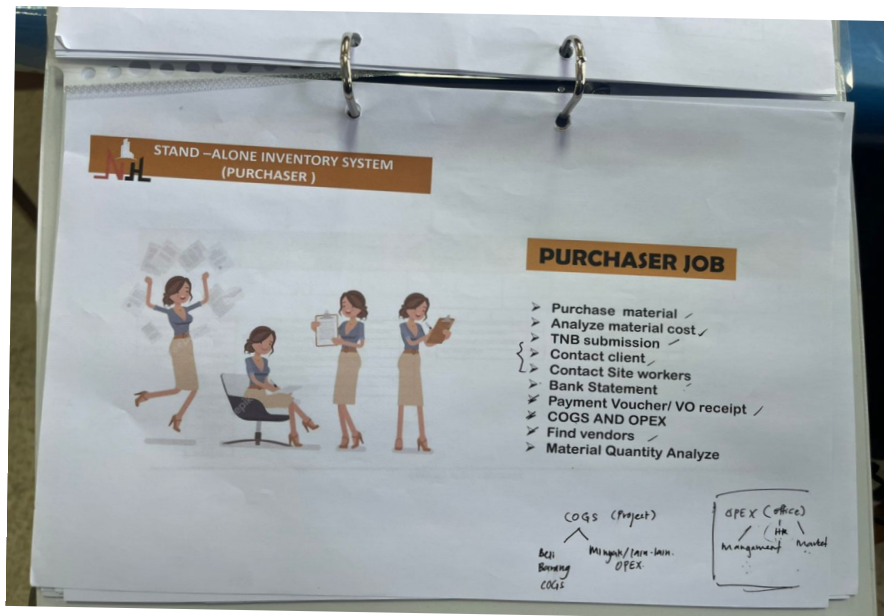 STAND –ALONE INVENTORY SYSTEM
(PURCHASER )
NHL
PURCHASER JOB
Purchase material
Analyze material cost
TNB submission
Contact client
Contact Site workers
Bank Statement
Payment Voucher/ VO receipt
COGS AND OPEX
Find vendors
Material Quantity Analyze
COGS (Project)
Beli Minyak/lain-lain.
Barang OPEX.
COGS
OPEX (office)
HR
Mangament Market